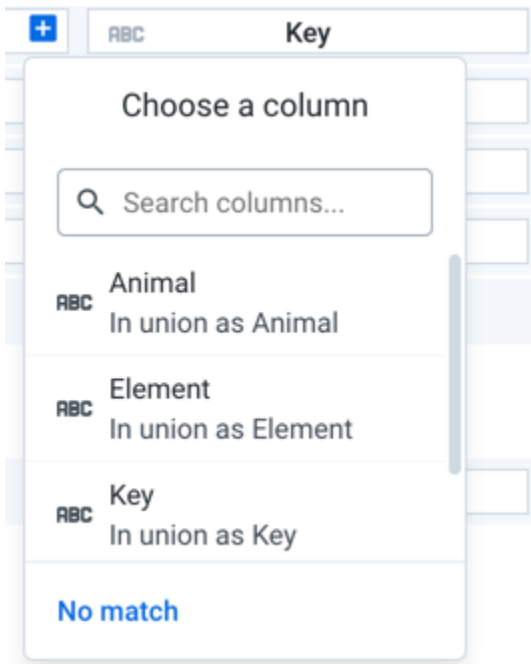 ABC Key
Choose a column
Search columns...
ABC Animal
In union as Animal
ABC Element
In union as Element
ABC Key
In union as Key
No match